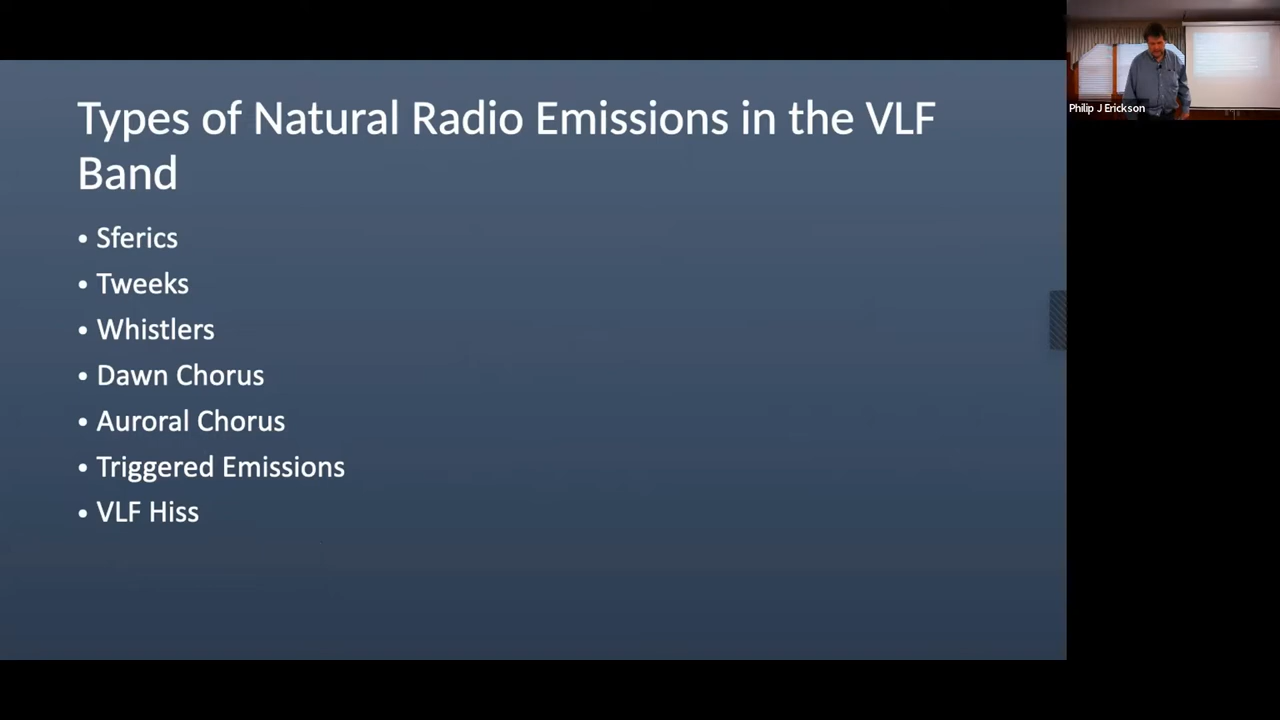 Types of Natural Radio Emissions in the VLF
Band
• Sferics
• Tweeks
• Whistlers
• Dawn Chorus
• Auroral Chorus
• Triggered Emissions
• VLF Hiss
Philip J Erickson